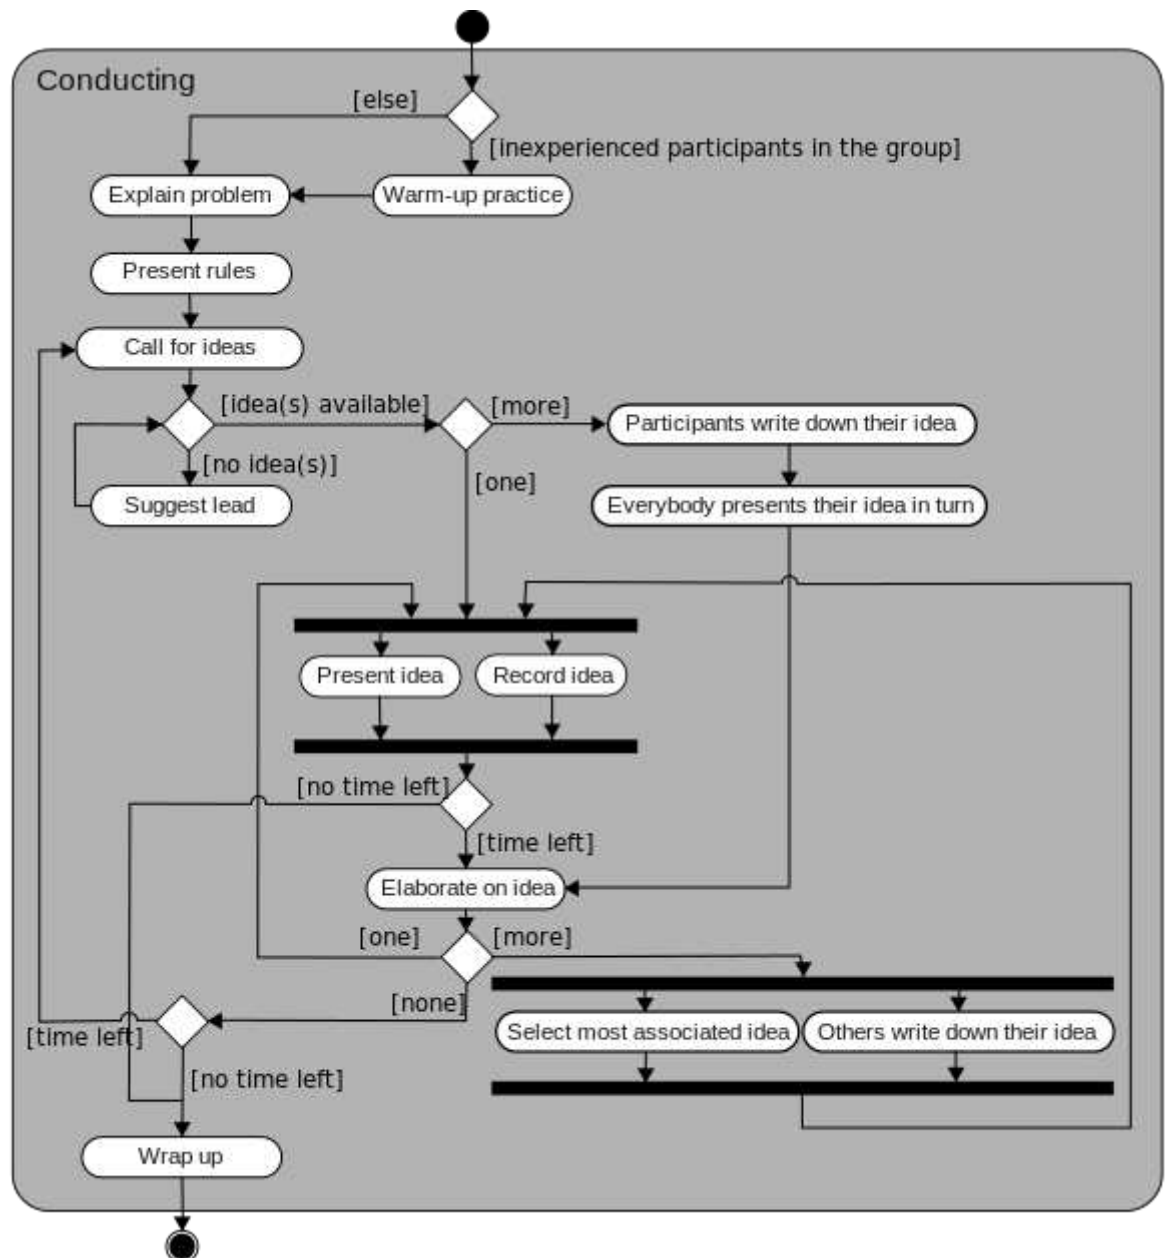 Conducting
[else]
[inexperienced participants in the group]
Explain problem
Warm-up practice
Present rules
Call for ideas
[idea(s) available]
[more]
Participants write down their idea
[no idea(s)]
[one]
Suggest lead
Everybody presents their idea in turn
Present idea
Record idea
[no time left]
[time left]
Elaborate on idea
[one]
[more]
[none]
[time left]
Select most associated idea
Others write down their idea
[no time left]
Wrap up